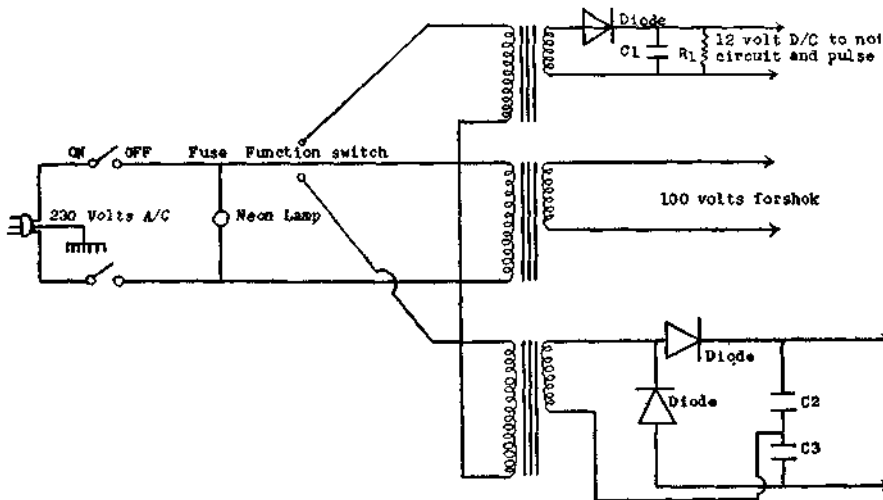 Diode
12 volt D/C to noi
C1
R1
circuit and pulse
ON OFF Fuse Function switch
230 Volts A/C
Neon Lamp
100 volts forshok
Diode
Diode
C2
C3